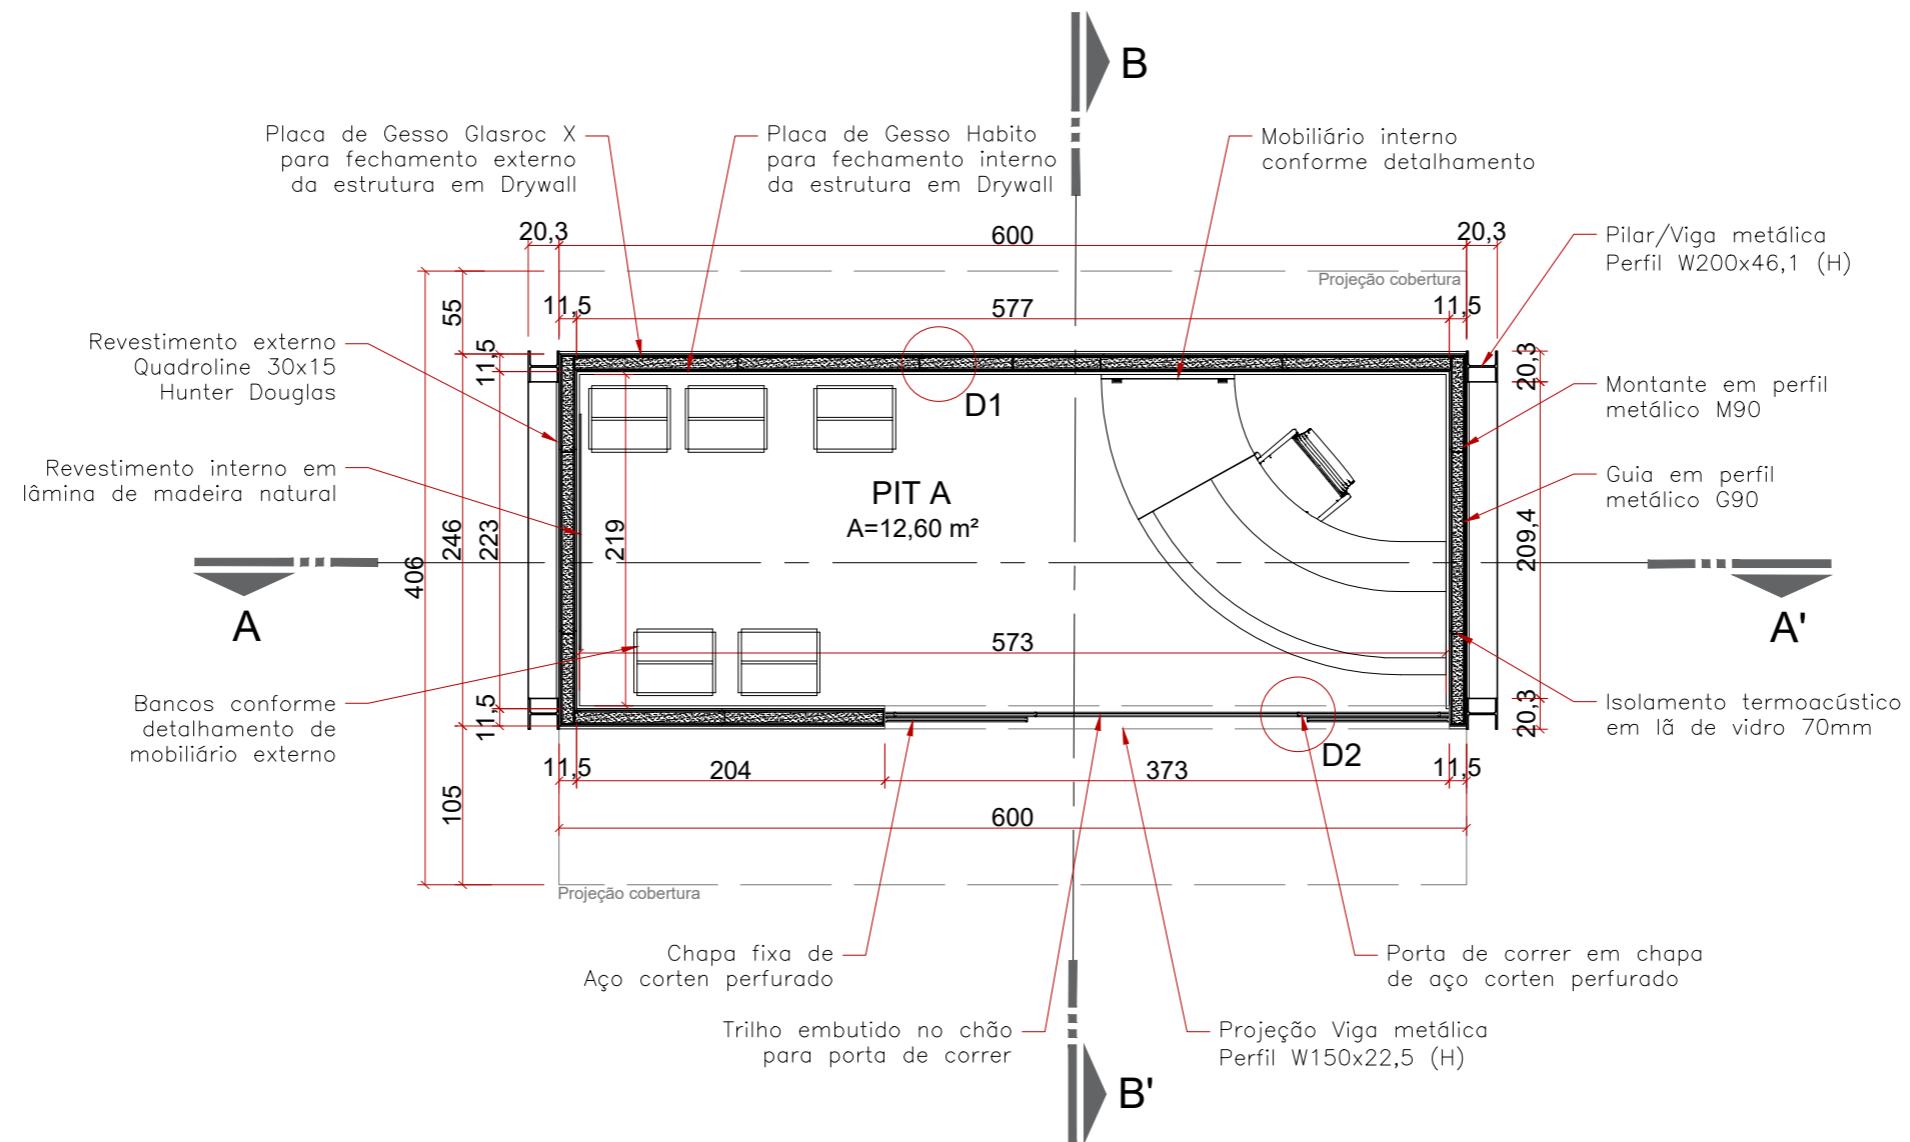 B
Placa de Gesso Glasroc X
para fechamento externo
da estrutura em Drywall
Placa de Gesso Habito
para fechamento interno
da estrutura em Drywall
Mobiliário interno
conforme detalhamento
20,3
600
20,3
Pilar/Viga metálica
Perfil W200x46,1 (H)
Projeção cobertura
11,5
577
11,5
55
Revestimento externo
Quadroline 30x15
Hunter Douglas
11,5
20,3
Montante em perfil
metálico M90
D1
Revestimento interno em
lâmina de madeira natural
Guia em perfil
metálico G90
PIT A
A=12,60 m²
406
246
223
219
209,4
A
A'
573
Bancos conforme
detalhamento de
mobiliário externo
11,5
20,3
Isolamento termoacústico
em lã de vidro 70mm
D2
11,5
204
373
11,5
105
600
Projeção cobertura
Chapa fixa de
Aço corten perfurado
Porta de correr em chapa
de aço corten perfurado
Trilho embutido no chão
para porta de correr
Projeção Viga metálica
Perfil W150x22,5 (H)
B'